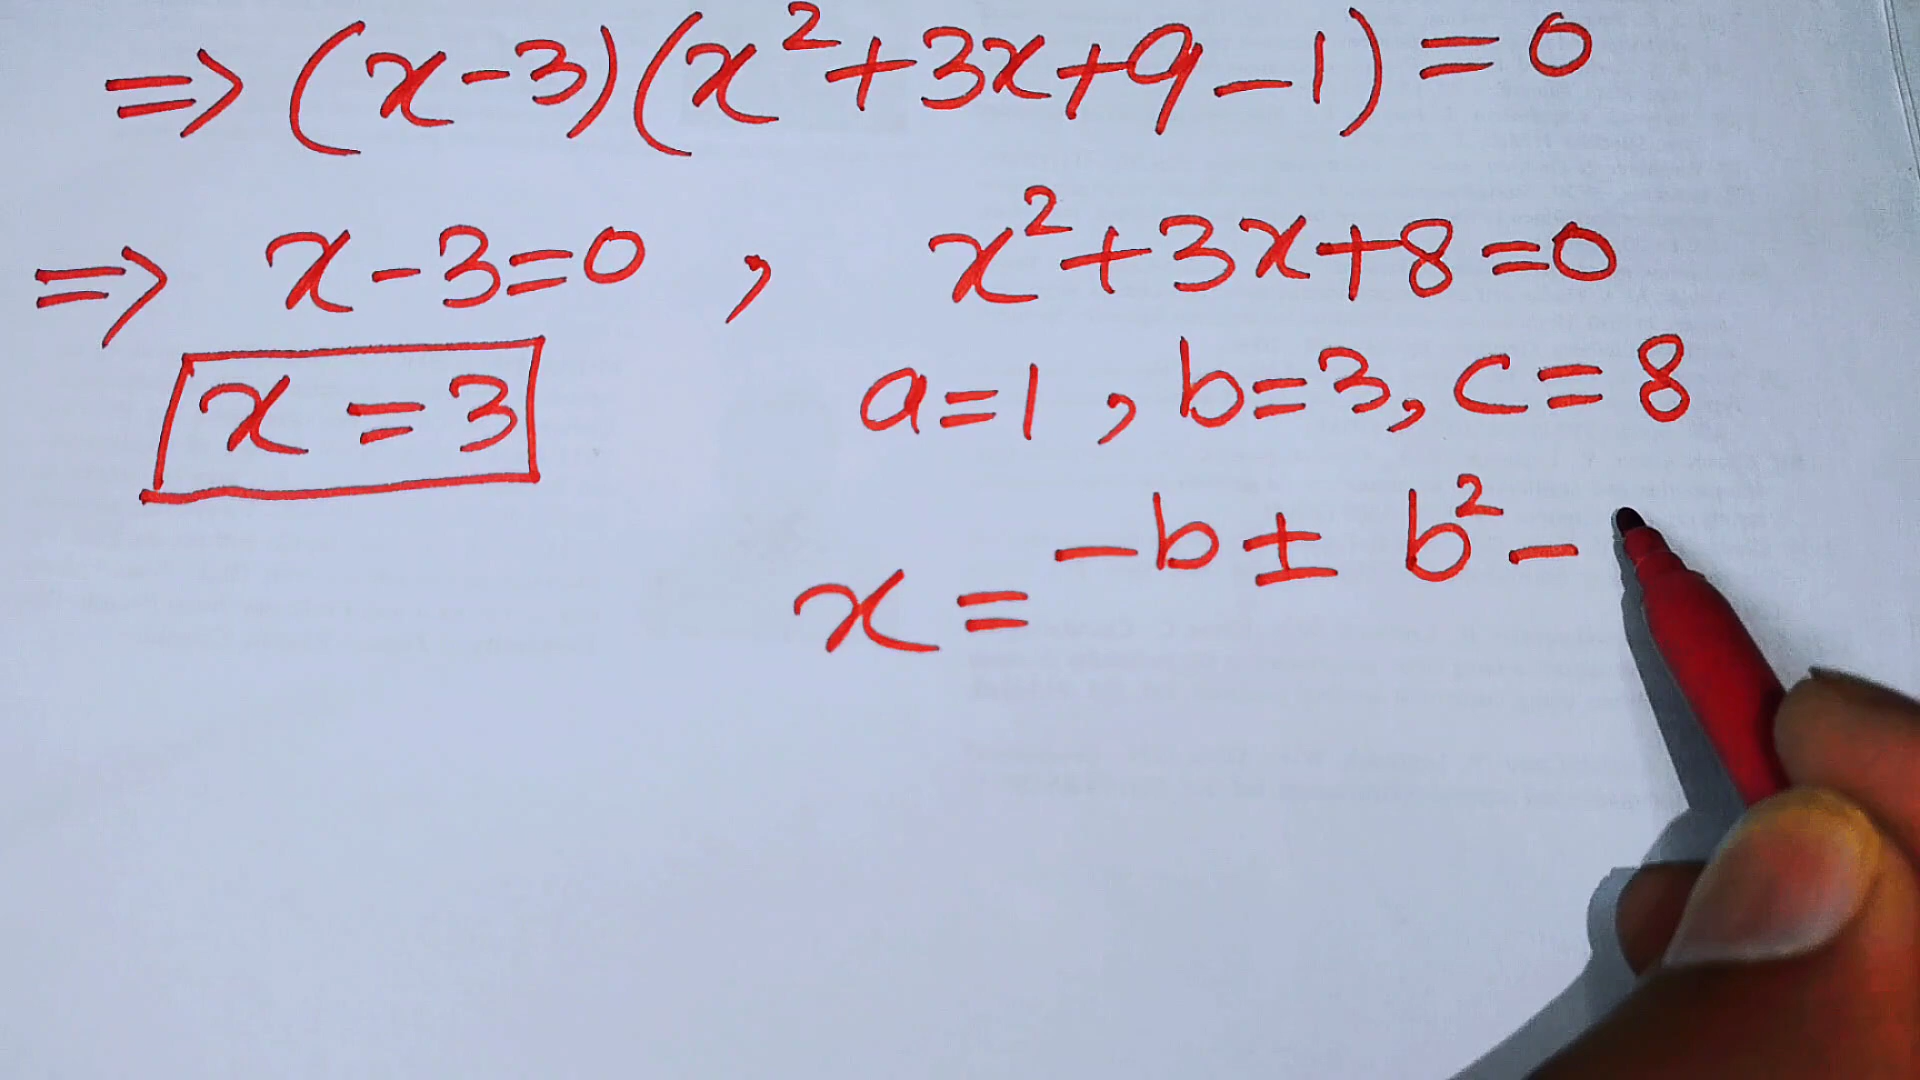 ⇒ (x-3)(x²+3x+9-1)=0
⇒ x-3=0 , x²+3x+8=0
x=3 a=1 , b=3, c=8
x= -b± b²-